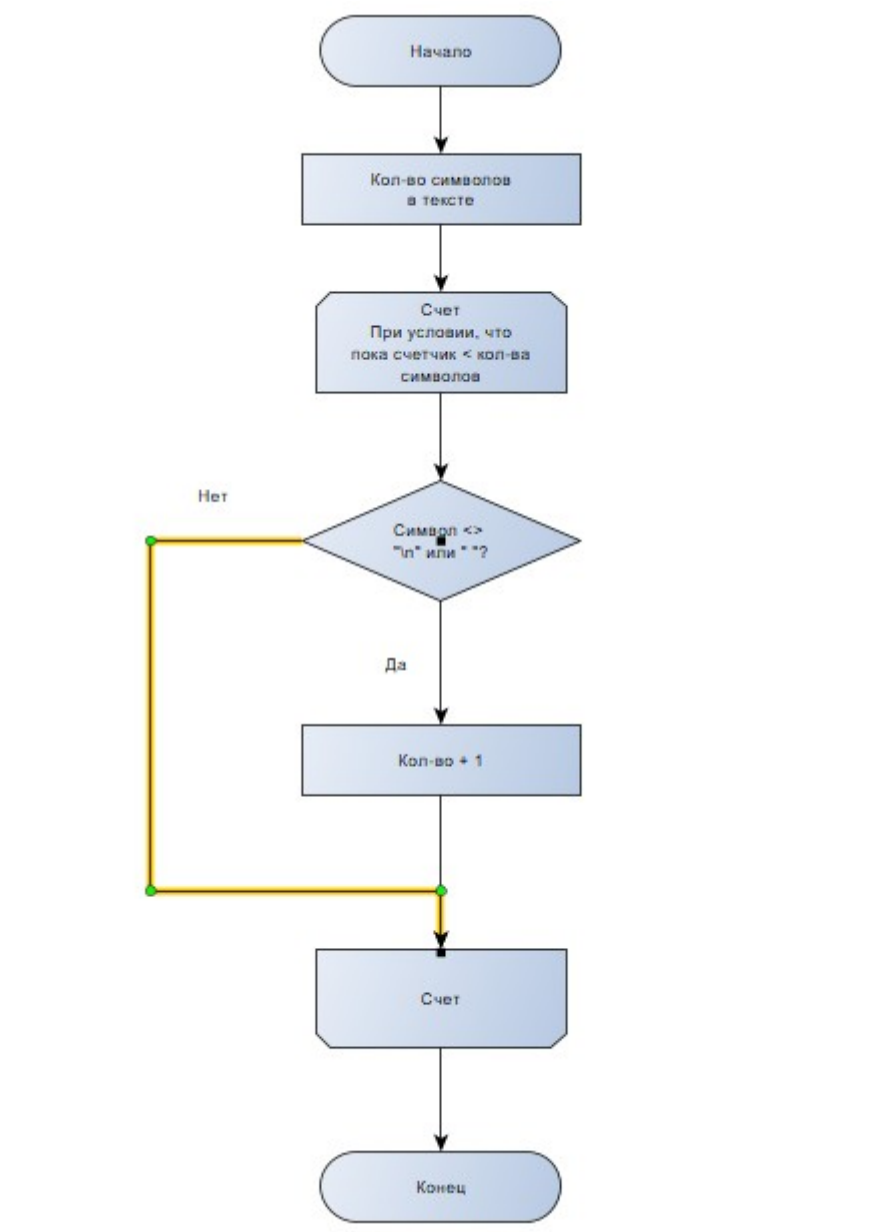 Начало
Кол-во символов
в тексте
Счет
При условии, что
пока счетчик < кол-ва
символов
Нет
Символ <>
"\n" или " "?
Да
Кол-во + 1
Счет
Конец